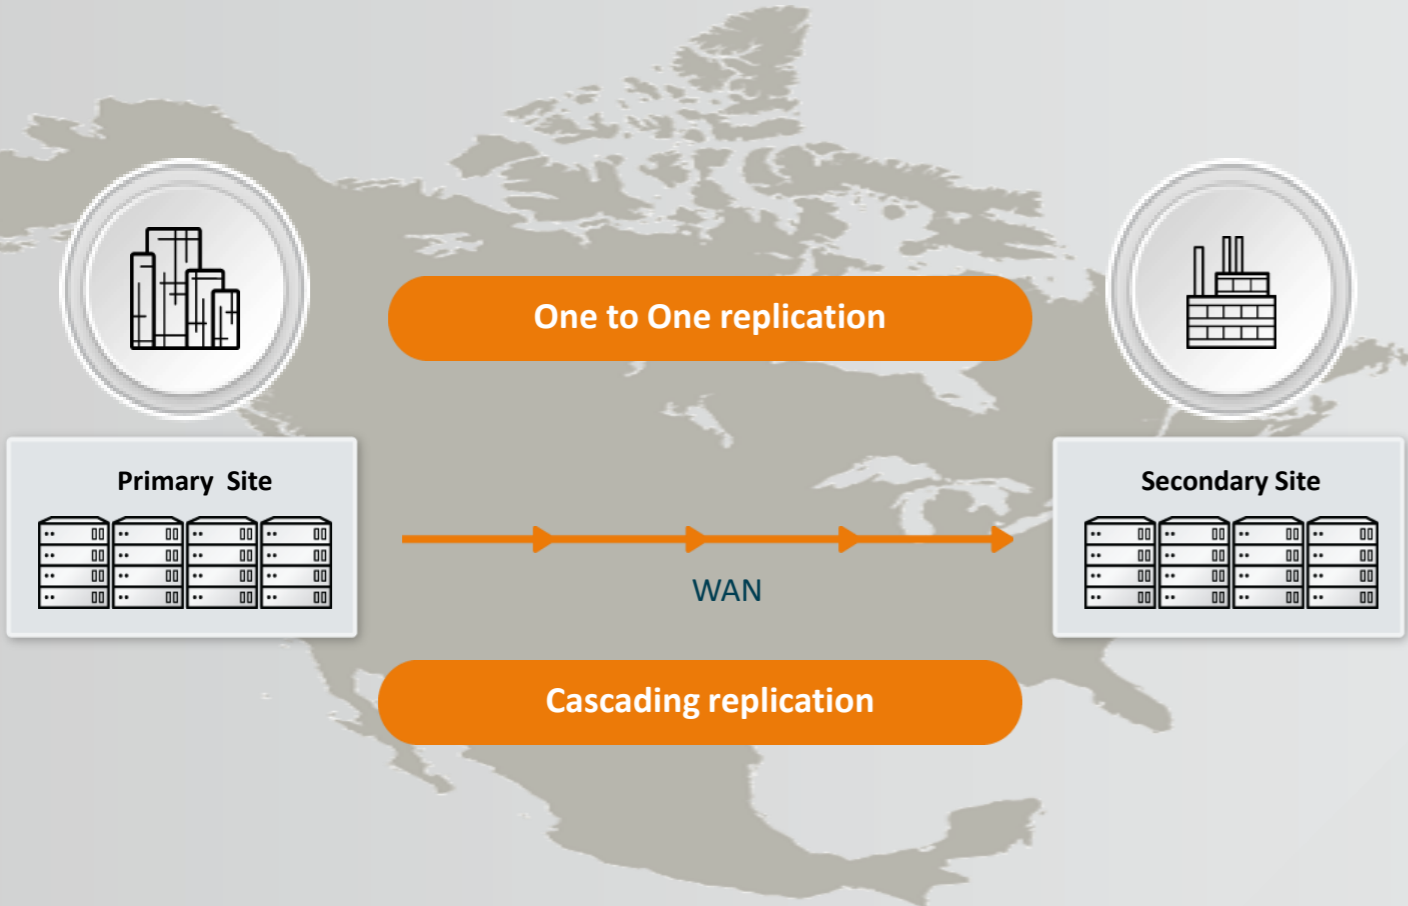 One to One replication
Primary Site
Secondary Site
WAN
Cascading replication